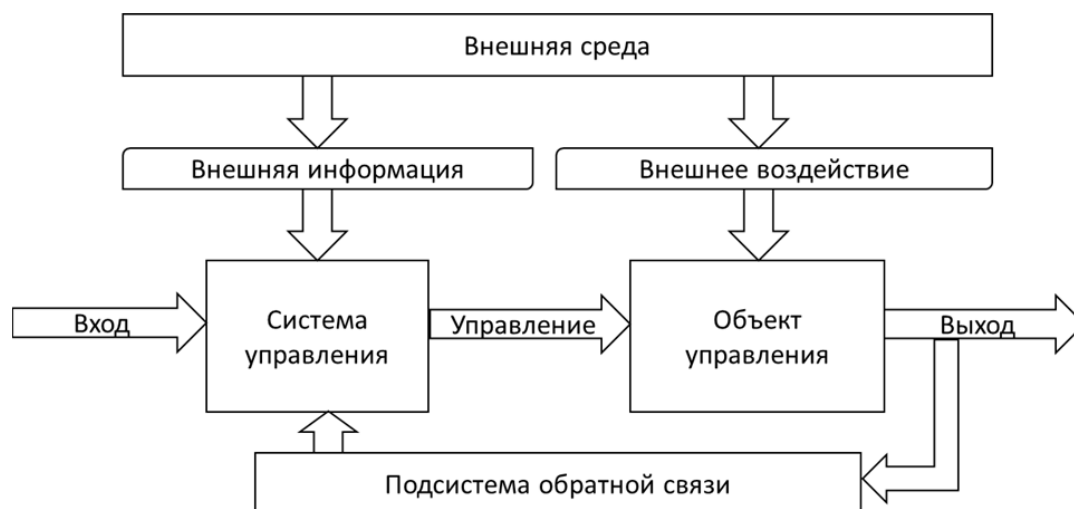 Внешняя среда
Внешняя информация
Внешнее воздействие
Вход
Система
управления
Управление
Объект
управления
Выход
Подсистема обратной связи